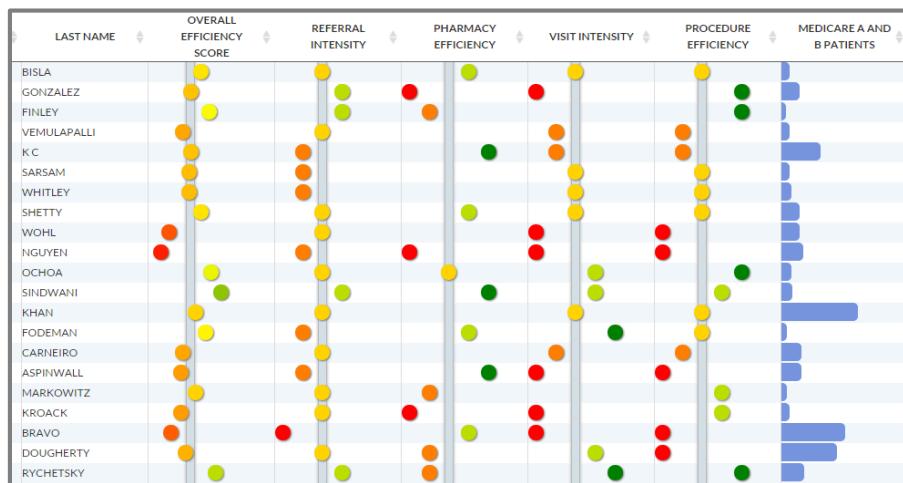 LAST NAME
OVERALL
EFFICIENCY
SCORE
REFERRAL
INTENSITY
PHARMACY
EFFICIENCY
VISIT INTENSITY
PROCEDURE
EFFICIENCY
MEDICARE A AND
B PATIENTS
BISLA
GONZALEZ
FINLEY
VEMULAPALLI
K C
SARSAM
WHITLEY
SHETTY
WOHL
NGUYEN
OCHOA
SINDWANI
KHAN
FODEMAN
CARNEIRO
ASPINWALL
MARKOWITZ
KROACK
BRAVO
DOUGHERTY
RYCHETSKY